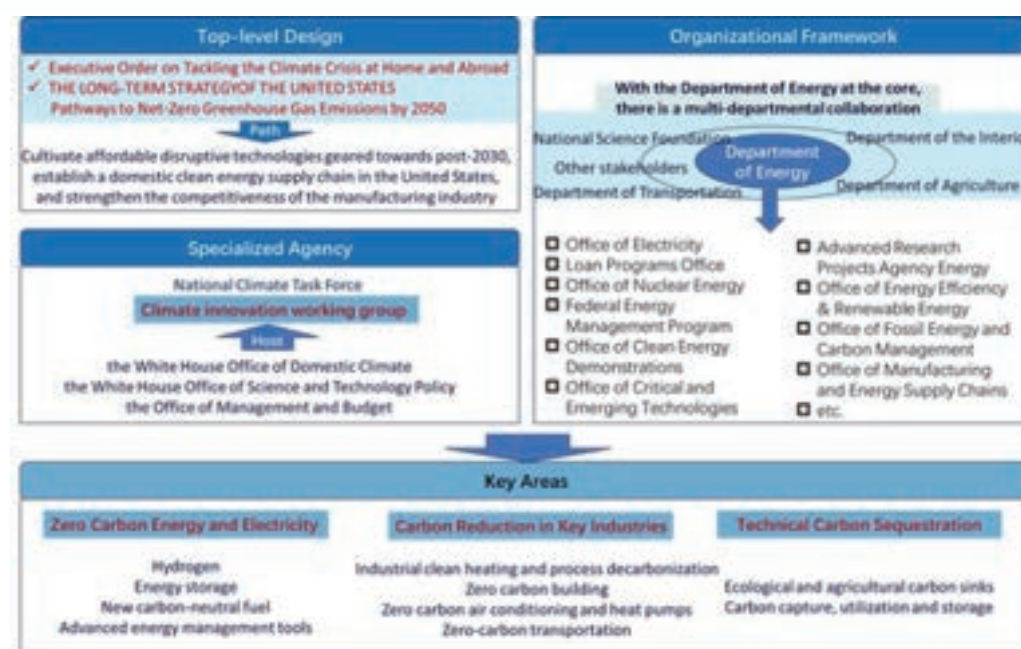 Top-level Design
✓ Executive Order on Tackling the Climate Crisis at Home and Abroad
✓ THE LONG-TERM STRATEGYOF THE UNITED STATES
Pathways to Net-Zero Greenhouse Gas Emissions by 2050
Path
Cultivate affordable disruptive technologies geared towards post-2030,
establish a domestic clean energy supply chain in the United States,
and strengthen the competitiveness of the manufacturing industry
Specialized Agency
National Climate Task Force
Climate innovation working group
Host
the White House Office of Domestic Climate
the White House Office of Science and Technology Policy
the Office of Management and Budget
Organizational Framework
With the Department of Energy at the core,
there is a multi-departmental collaboration
National Science Foundation
Department of the Interio
Other stakeholders
Department
of Energy
Department of Transportation
Department of Agriculture
Office of Electricity
Loan Programs Office
Office of Nuclear Energy
Federal Energy
Management Program
Office of Clean Energy
Demonstrations
Office of Critical and
Emerging Technologies
Advanced Research
Projects Agency Energy
Office of Energy Efficiency
& Renewable Energy
Office of Fossil Energy and
Carbon Management
Office of Manufacturing
and Energy Supply Chains
etc.
Key Areas
Zero Carbon Energy and Electricity
Hydrogen
Energy storage
New carbon-neutral fuel
Advanced energy management tools
Carbon Reduction in Key Industries
Industrial clean heating and process decarbonization
Zero carbon building
Zero carbon air conditioning and heat pumps
Zero-carbon transportation
Technical Carbon Sequestration
Ecological and agricultural carbon sinks
Carbon capture, utilization and storage